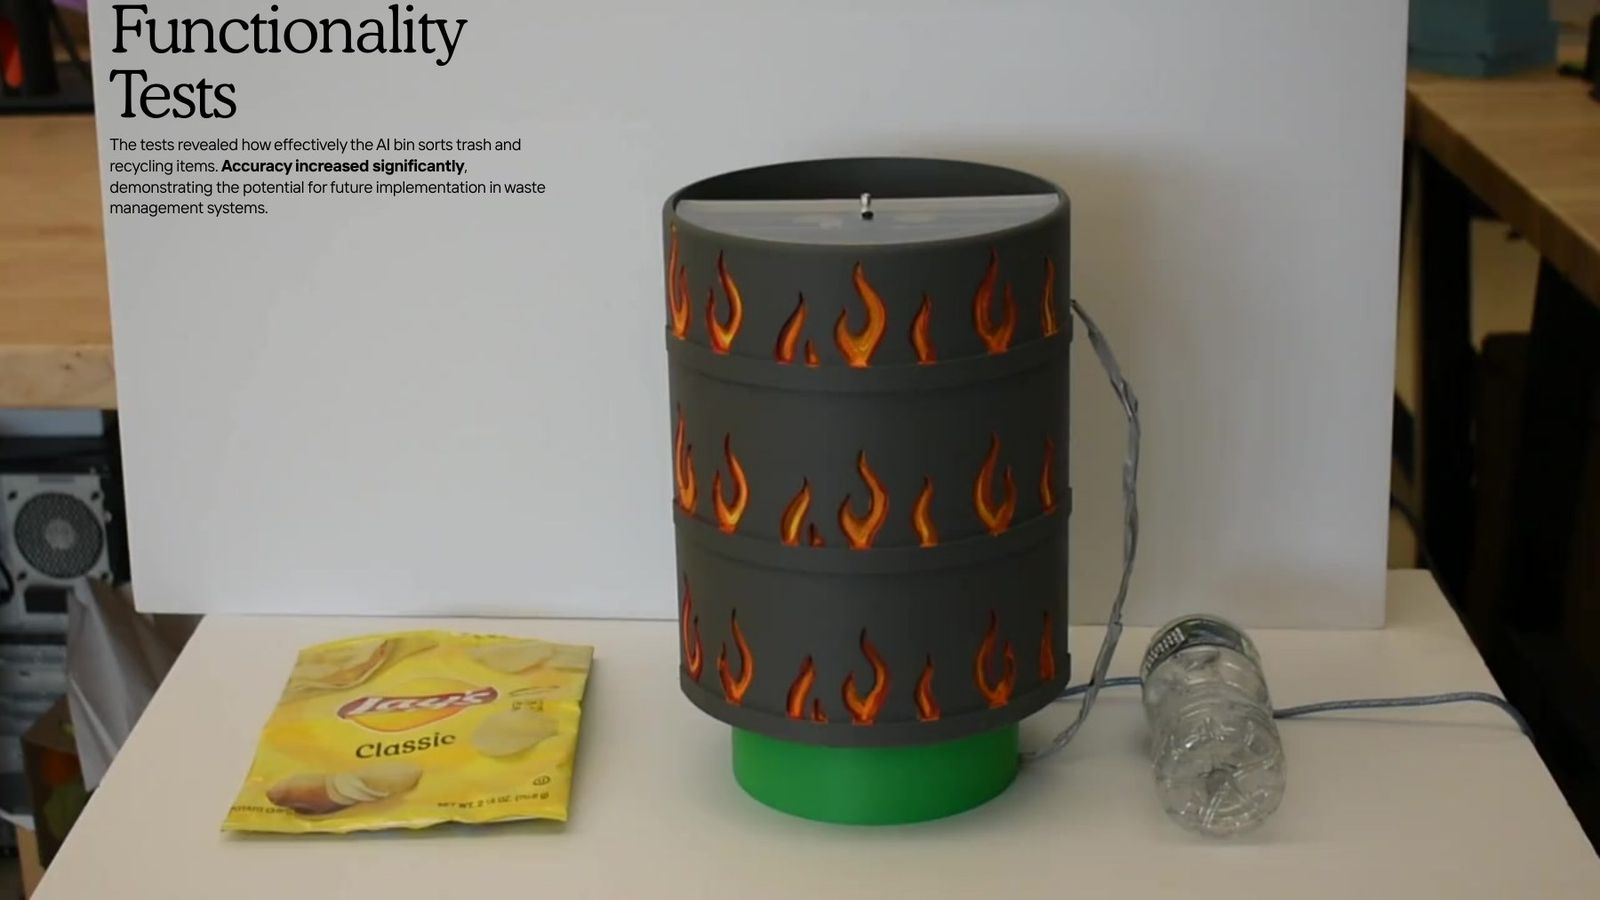 Functionality
Tests
The tests revealed how effectively the AI bin sorts trash and
recycling items. Accuracy increased significantly,
demonstrating the potential for future implementation in waste
management systems.
Lay's
Classic